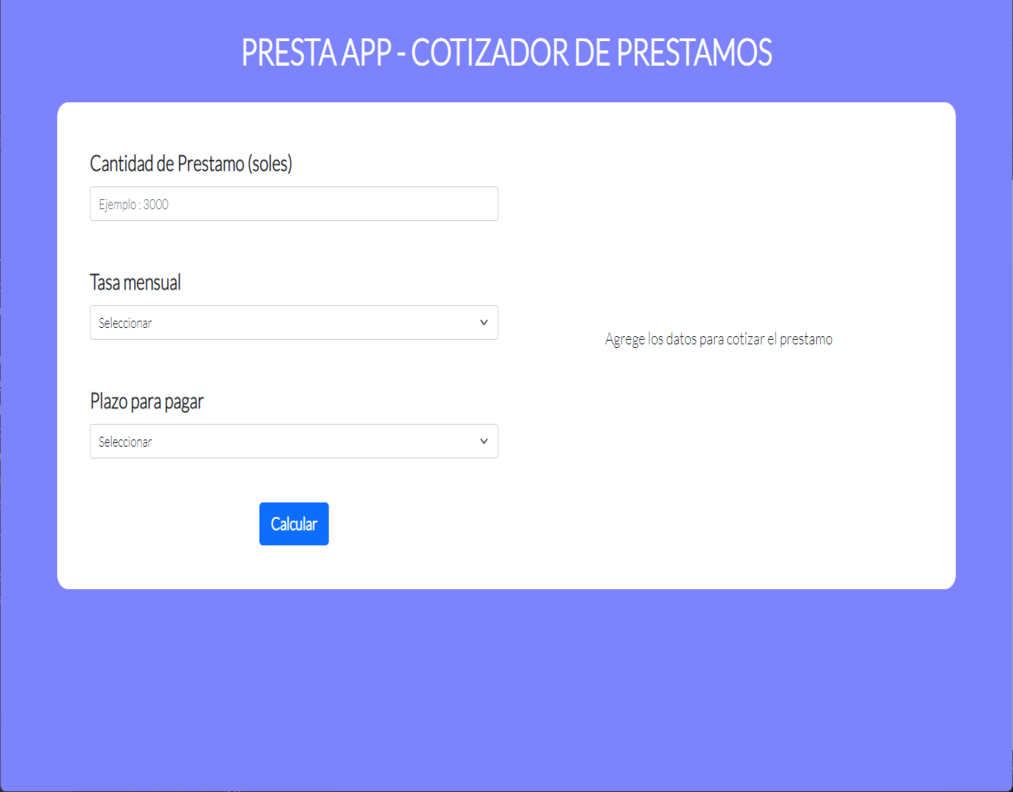 PRESTA APP - COTIZADOR DE PRESTAMOS
Cantidad de Prestamo (soles)
Ejemplo : 3000
Tasa mensual
Seleccionar
Agrege los datos para cotizar el prestamo
Plazo para pagar
Seleccionar
Calcular